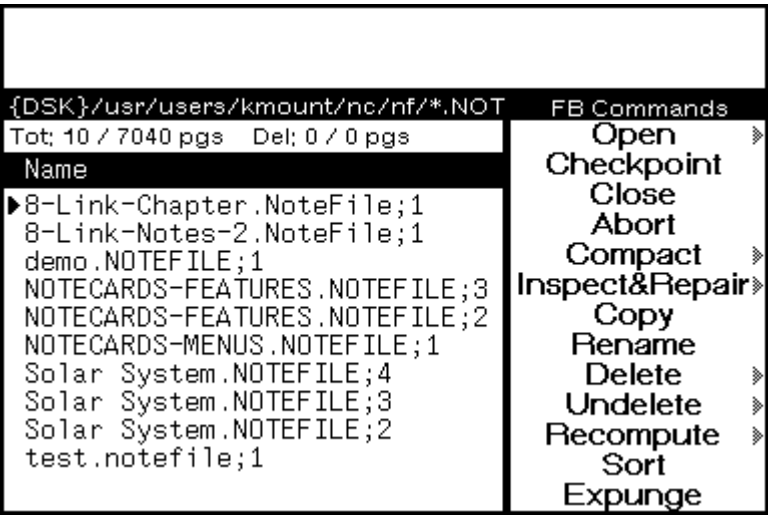 {DSK}/usr/users/kmount/nc/nf/*.NOT
Tot: 10 / 7040 pgs Del: 0 / 0 pgs
Name
8-Link-Chapter.NoteFile;1
8-Link-Notes-2.NoteFile;1
demo.NOTEFILE;1
NOTECARDS-FEATURES.NOTEFILE;3
NOTECARDS-FEATURES.NOTEFILE;2
NOTECARDS-MENUS.NOTEFILE;1
Solar System.NOTEFILE;4
Solar System.NOTEFILE;3
Solar System.NOTEFILE;2
test.notefile;1
FB Commands
Open
Checkpoint
Close
Abort
Compact
Inspect&Repair
Copy
Rename
Delete
Undelete
Recompute
Sort
Expunge